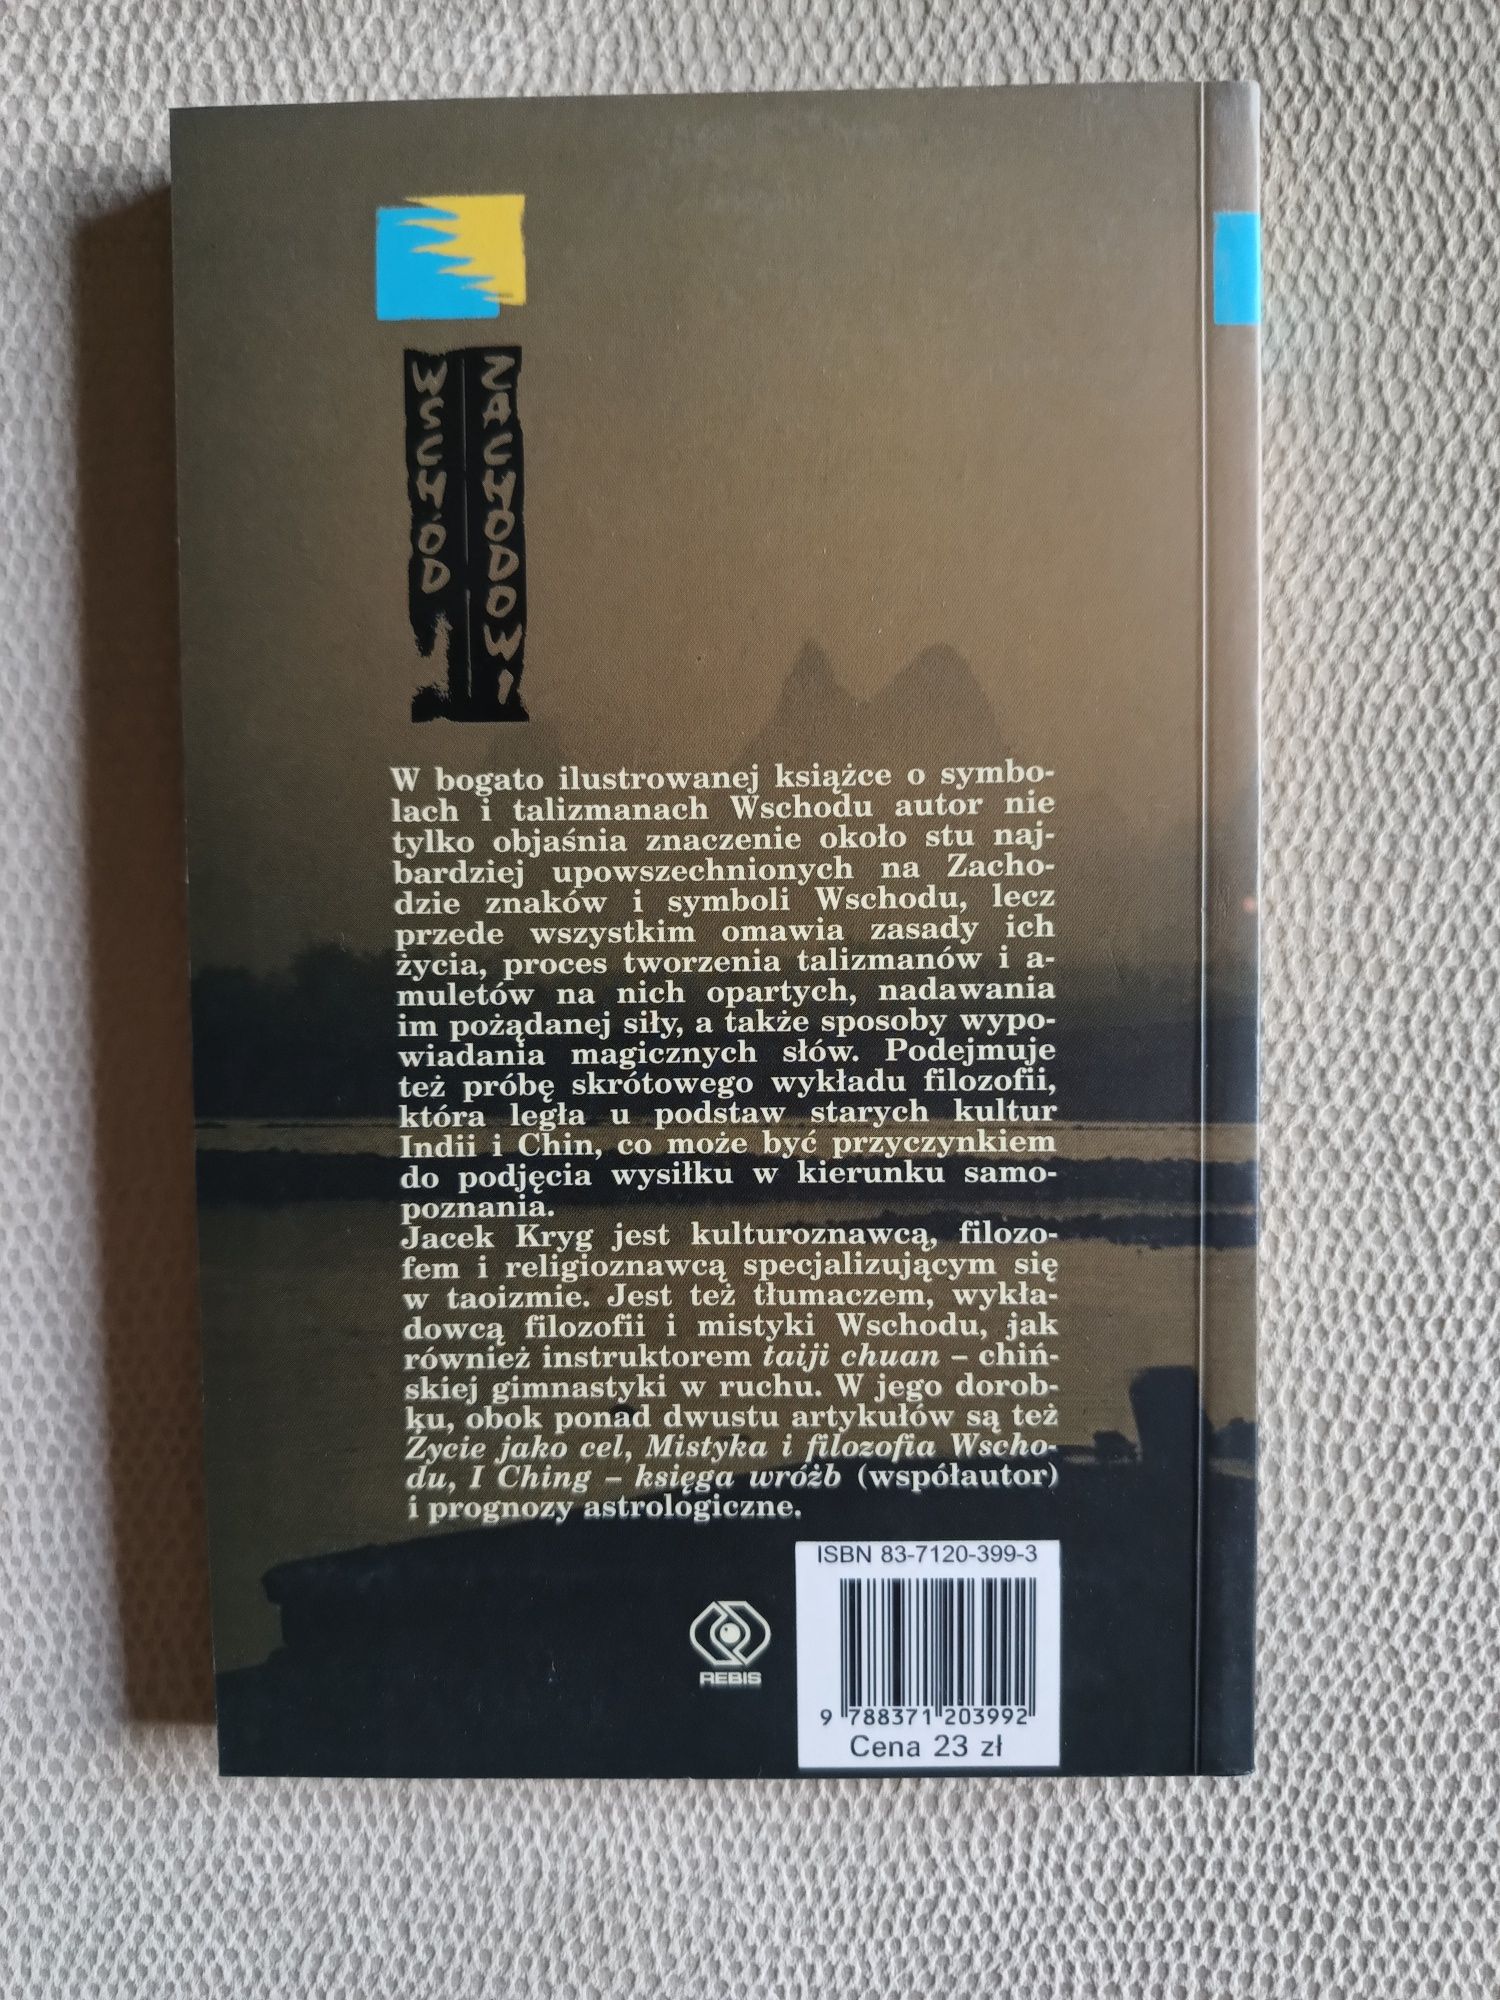 WSCHÓD
ZACHODOWI
W bogato ilustrowanej książce o symbo-
lach i talizmanach Wschodu autor nie
tylko objaśnia znaczenie około stu naj-
bardziej upowszechnionych na Zacho-
dzie znaków i symboli Wschodu, lecz
przede wszystkim omawia zasady ich
życia, proces tworzenia talizmanów i a-
muletów na nich opartych, nadawania
im pożądanej siły, a także sposoby wypo-
wiadania magicznych słów. Podejmuje
też próbę skrótowego wykładu filozofii,
która legła u podstaw starych kultur
Indii i Chin, co może być przyczynkiem
do podjęcia wysiłku w kierunku samo-
poznania.
Jacek Kryg jest kulturoznawcą, filozo-
fem i religioznawcą specjalizującym się
w taoizmie. Jest też tłumaczem, wykła-
dowcą filozofii i mistyki Wschodu, jak
również instruktorem taiji chuan – chiń-
skiej gimnastyki w ruchu. W jego dorob-
ku, obok ponad dwustu artykułów są też
Życie jako cel, Mistyka i filozofia Wscho-
du, I Ching – księga wróżb (współautor)
i prognozy astrologiczne.
REBIS
ISBN 83-7120-399-3
9 788371 203992
Cena 23 zł